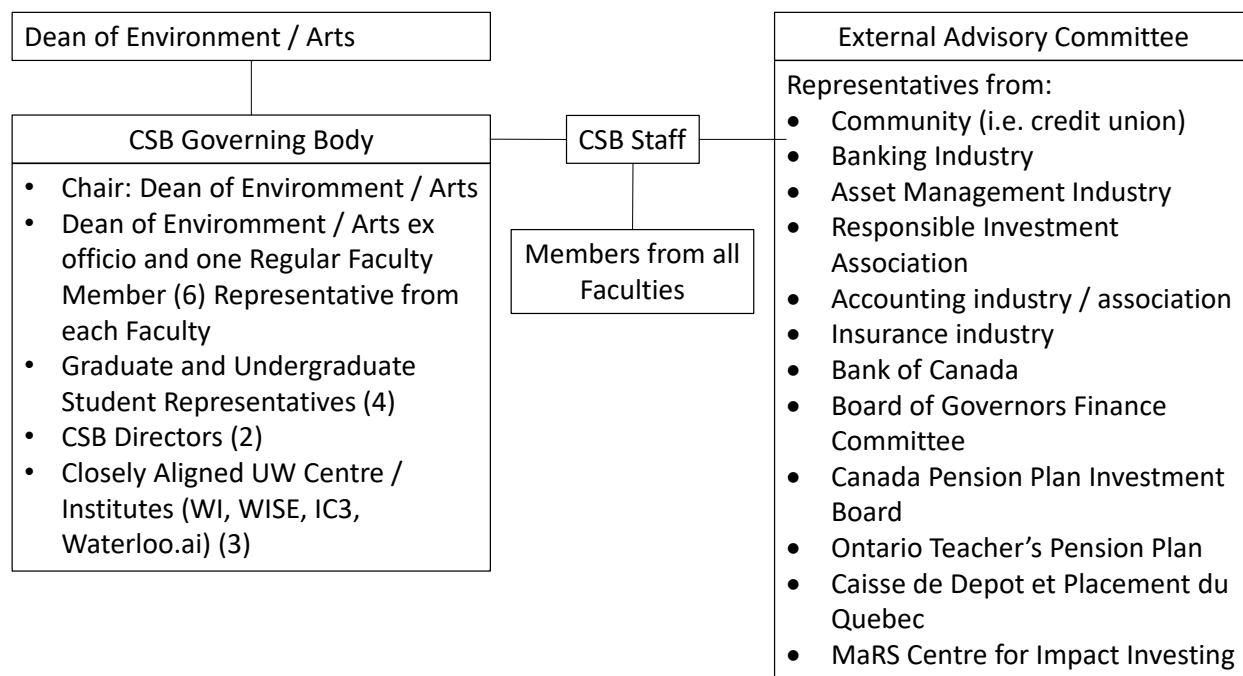 Dean of Environment / Arts
CSB Governing Body
• Chair: Dean of Enviromment / Arts
• Dean of Enviromment / Arts ex
officio and one Regular Faculty
Member (6) Representative from
each Faculty
• Graduate and Undergraduate
Student Representatives (4)
• CSB Directors (2)
• Closely Aligned UW Centre /
Institutes (WI, WISE, IC3,
Waterloo.ai) (3)
CSB Staff
Members from all
Faculties
External Advisory Committee
Representatives from:
• Community (i.e. credit union)
• Banking Industry
• Asset Management Industry
• Responsible Investment
Association
• Accounting industry / association
• Insurance industry
• Bank of Canada
• Board of Governors Finance
Committee
• Canada Pension Plan Investment
Board
• Ontario Teacher’s Pension Plan
• Caisse de Depot et Placement du
Quebec
• MaRS Centre for Impact Investing